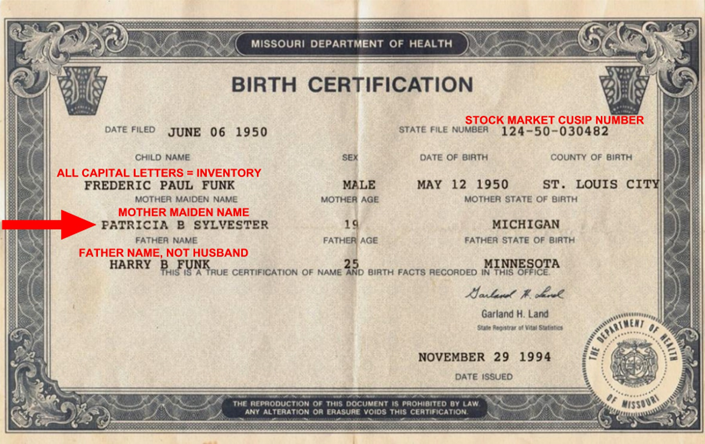 MISSOURI DEPARTMENT OF HEALTH
BIRTH CERTIFICATION
STOCK MARKET CUSIP NUMBER
DATE FILED JUNE 06 1950 STATE FILE NUMBER 124-50-030482
CHILD NAME SEX DATE OF BIRTH COUNTY OF BIRTH
ALL CAPITAL LETTERS = INVENTORY
FREDERIC PAUL FUNK MALE MAY 12 1950 ST. LOUIS CITY
MOTHER MAIDEN NAME MOTHER AGE MOTHER STATE OF BIRTH
MOTHER MAIDEN NAME
PATRICIA B SYLVESTER 19 MICHIGAN
FATHER NAME FATHER AGE FATHER STATE OF BIRTH
FATHER NAME, NOT HUSBAND
HARRY B FUNK 25 MINNESOTA
THIS IS A TRUE CERTIFICATION OF NAME AND BIRTH FACTS RECORDED IN THIS OFFICE.
Garland H. Land
Garland H. Land
State Registrar of Vital Statistics
NOVEMBER 29 1994
DATE ISSUED
THE DEPARTMENT OF HEALTH
OF MISSOURI
THE REPRODUCTION OF THIS DOCUMENT IS PROHIBITED BY LAW.
ANY ALTERATION OR ERASURE VOIDS THIS CERTIFICATION.